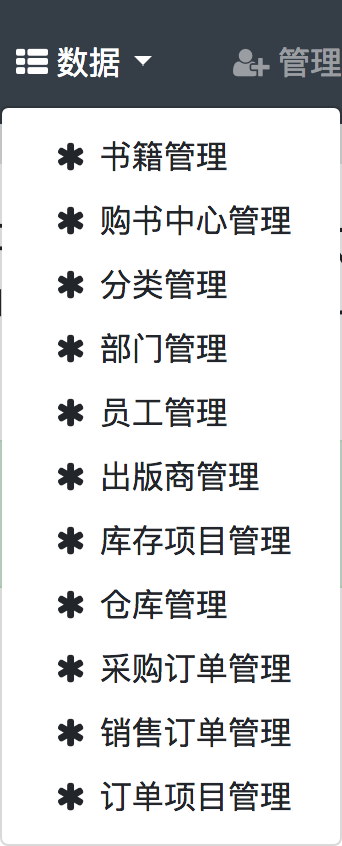 数据 管理
书籍管理
购书中心管理
分类管理
部门管理
员工管理
出版商管理
库存项目管理
仓库管理
采购订单管理
销售订单管理
订单项目管理